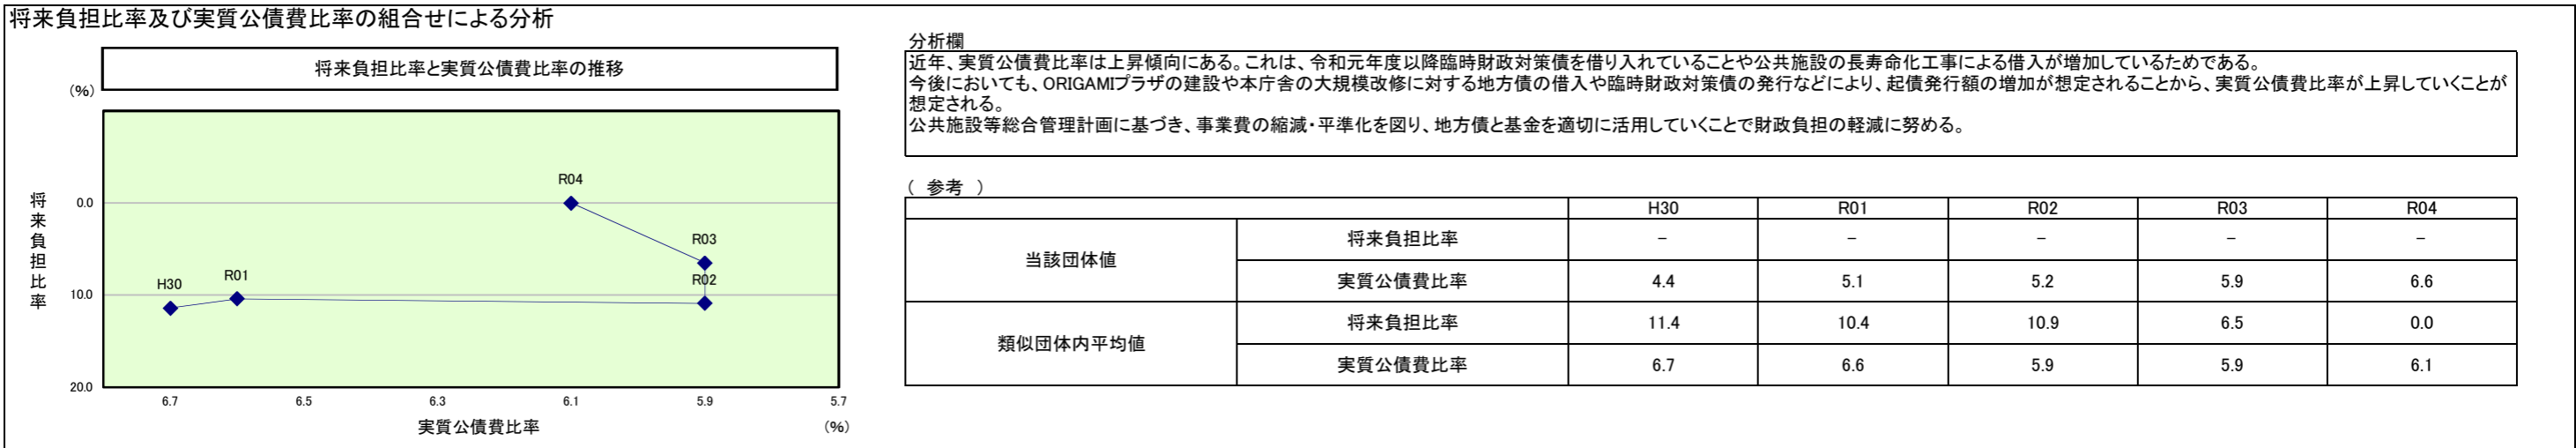 将来負担比率及び実質公債費比率の組合せによる分析
将来負担比率と実質公債費比率の推移
(%)
将来負担比率
0.0
10.0
20.0
H30
R01
R02
R03
R04
6.7 6.5 6.3 6.1 5.9 5.7
実質公債費比率
(%)
分析欄
近年、実質公債費比率は上昇傾向にある。これは、令和元年度以降臨時財政対策債を借り入れていることや公共施設の長寿命化工事による借入が増加しているためである。
今後においても、ORIGAMIプラザの建設や本庁舎の大規模改修に対する地方債の借入や臨時財政対策債の発行などにより、起債発行額の増加が想定されることから、実質公債費比率が上昇していくことが
想定される。
公共施設等総合管理計画に基づき、事業費の縮減・平準化を図り、地方債と基金を適切に活用していくことで財政負担の軽減に努める。
（ 参考 ）
H30 R01 R02 R03 R04
当該団体値
将来負担比率 － － － － －
実質公債費比率 4.4 5.1 5.2 5.9 6.6
類似団体内平均値
将来負担比率 11.4 10.4 10.9 6.5 0.0
実質公債費比率 6.7 6.6 5.9 5.9 6.1